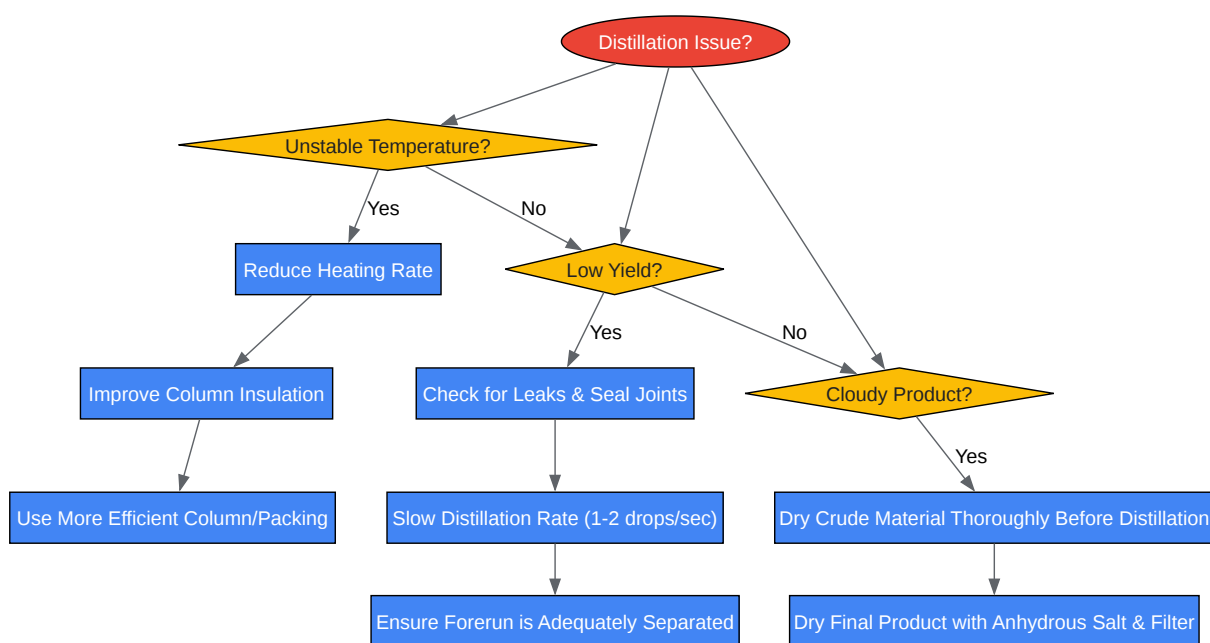 Distillation Issue?
Unstable Temperature?
Yes
No
Reduce Heating Rate
Low Yield?
Yes
No
Improve Column Insulation
Check for Leaks & Seal Joints
Cloudy Product?
Yes
Use More Efficient Column/Packing
Slow Distillation Rate (1-2 drops/sec)
Dry Crude Material Thoroughly Before Distillation
Ensure Forerun is Adequately Separated
Dry Final Product with Anhydrous Salt & Filter